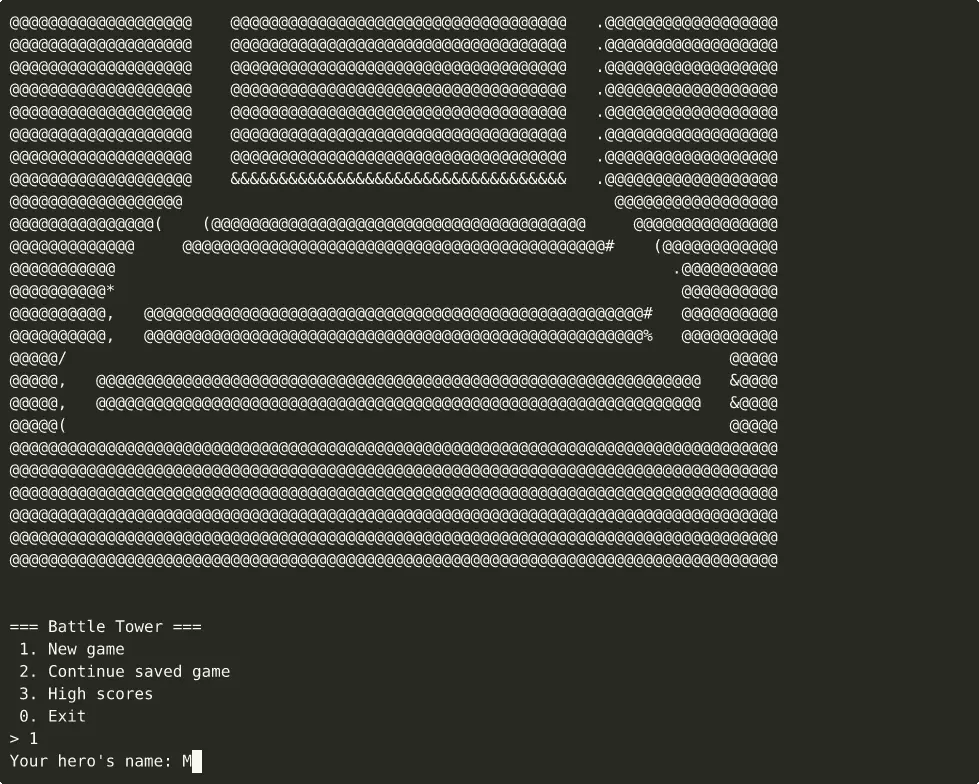 === Battle Tower ===
1. New game
2. Continue saved game
3. High scores
0. Exit
> 1
Your hero's name: M